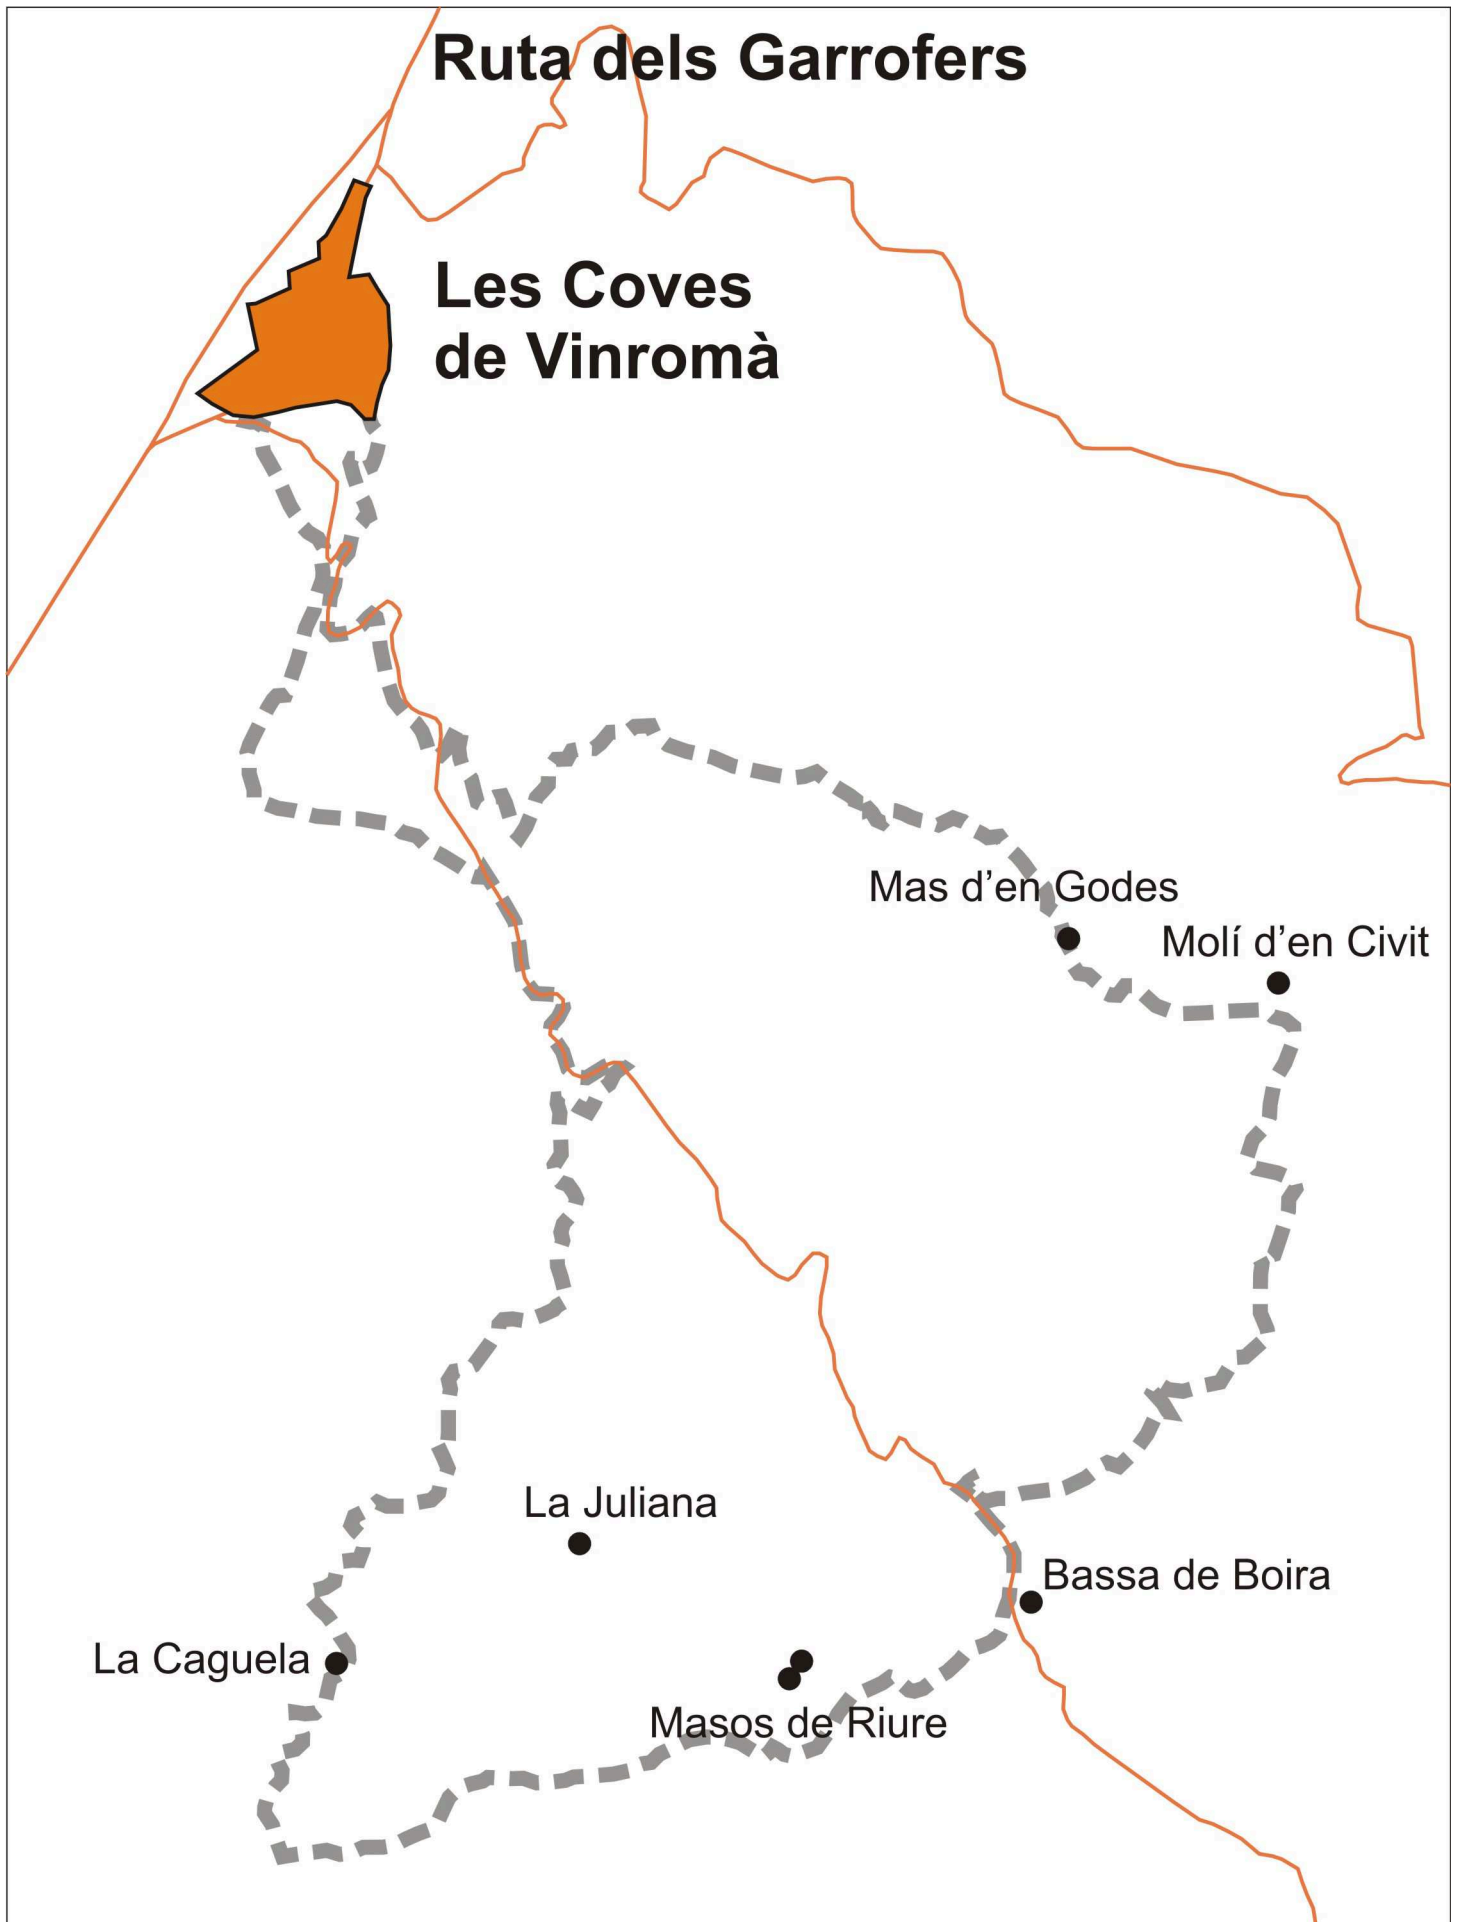 Ruta dels Garrofers
Les Coves
de Vinromà
Mas d’en Godes
Molí d’en Civit
La Juliana
Bassa de Boira
La Caguela
Masos de Riure